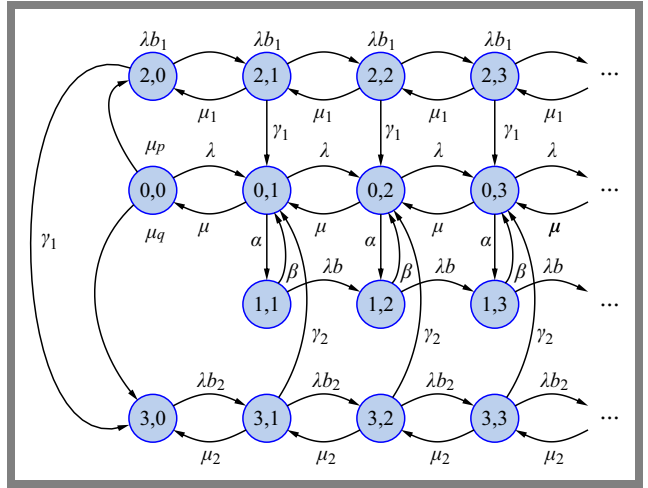 λb₁ λb₁ λb₁ λb₁
2,0 2,1 2,2 2,3 ...
μ₁ μ₁ μ₁ μ₁
γ₁ γ₁ γ₁
μₚ λ λ λ λ
0,0 0,1 0,2 0,3 ...
γ₁ μq μ μ μ μ
α α α
β λb β λb β λb
1,1 1,2 1,3 ...
γ₂ γ₂ γ₂
λb₂ λb₂ λb₂ λb₂
3,0 3,1 3,2 3,3 ...
μ₂ μ₂ μ₂ μ₂